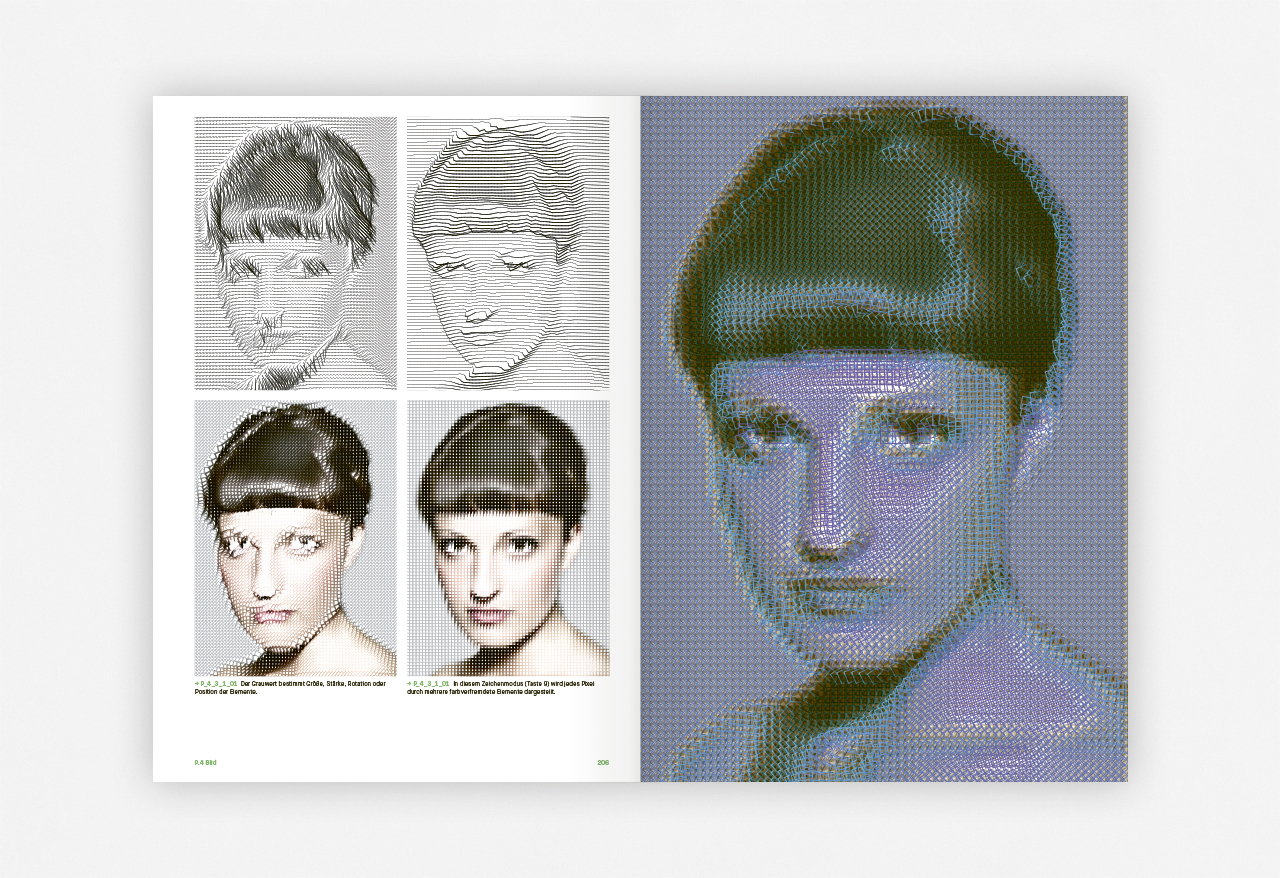 → P_4_3_1_01 Der Grauwert bestimmt Größe, Stärke, Rotation oder
Position der Elemente.
→ P_4_3_1_01 In diesem Zeichenmodus (Taste 9) wird jedes Pixel
durch mehrere farbverfremdete Elemente dargestellt.
P.4 Bild
206